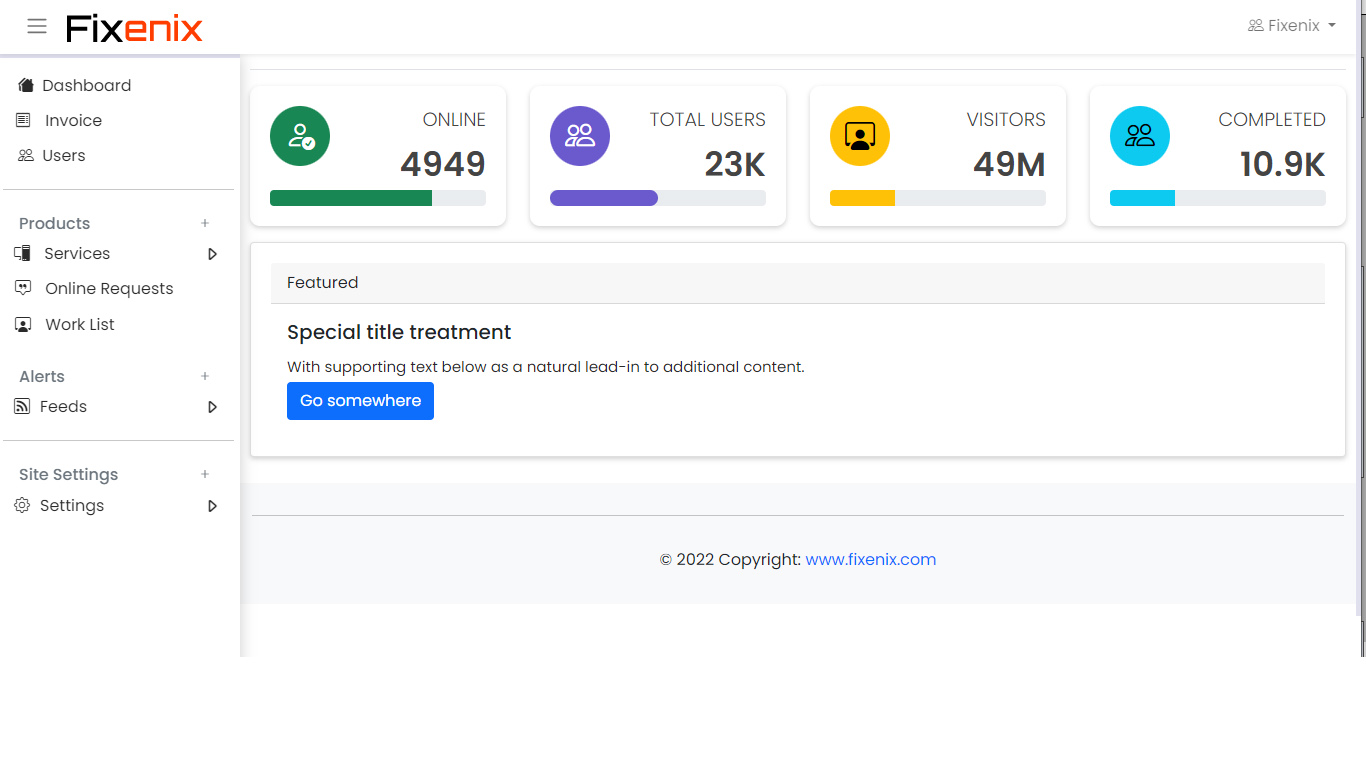 Fixenix
Fixenix
Dashboard
Invoice
Users
Products +
Services
Online Requests
Work List
Alerts +
Feeds
Site Settings +
Settings
ONLINE
4949
TOTAL USERS
23K
VISITORS
49M
COMPLETED
10.9K
Featured
Special title treatment
With supporting text below as a natural lead-in to additional content.
Go somewhere
© 2022 Copyright: www.fixenix.com